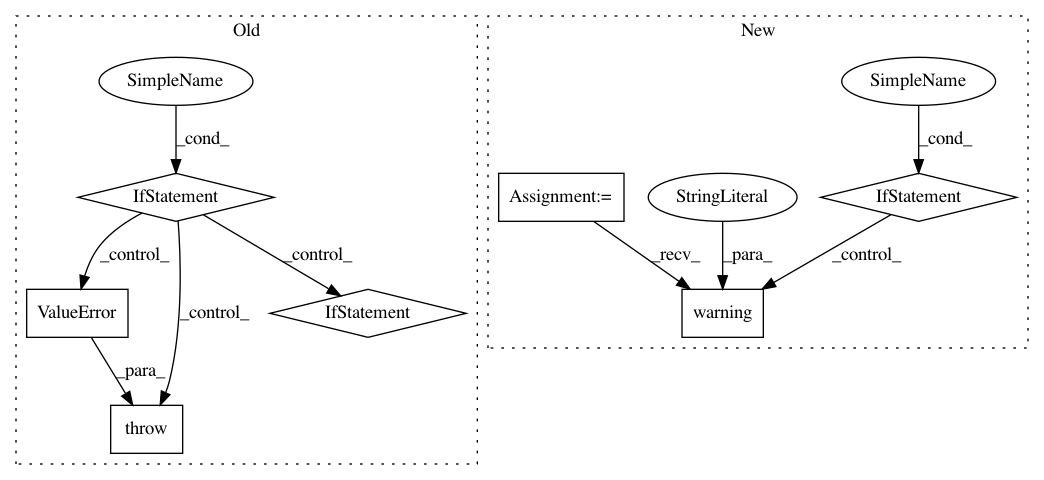 Old
New
SimpleName
SimpleName
_cond_
_cond_
IfStatement
Assignment:=
StringLiteral
IfStatement
_control_
_control_
_control_
_recv_
_para_
_control_
ValueError
IfStatement
warning
_para_
throw